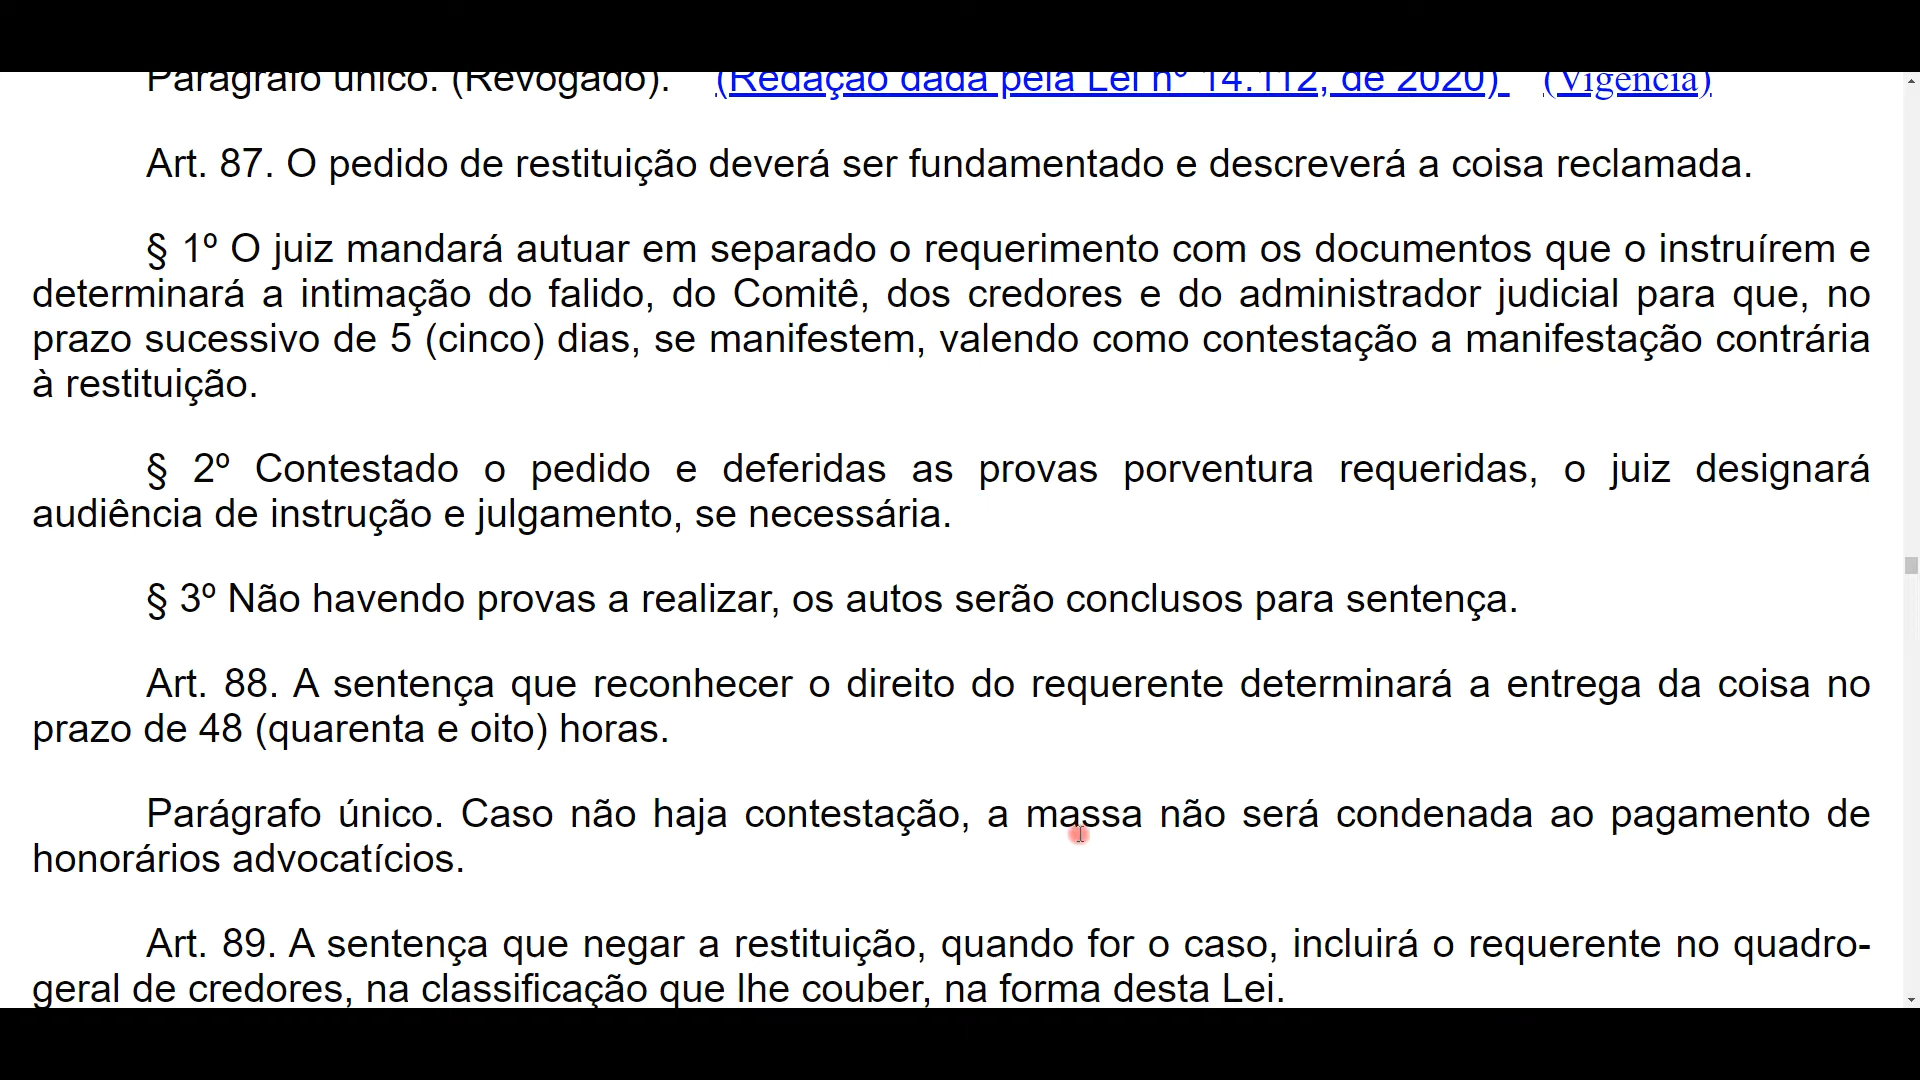 Parágrafo único. (Revogado). (Redação dada pela Lei nº 14.112, de 2020) (Vigência)
Art. 87. O pedido de restituição deverá ser fundamentado e descreverá a coisa reclamada.
§ 1º O juiz mandará autuar em separado o requerimento com os documentos que o instruírem e
determinará a intimação do falido, do Comitê, dos credores e do administrador judicial para que, no
prazo sucessivo de 5 (cinco) dias, se manifestem, valendo como contestação a manifestação contrária
à restituição.
§ 2º Contestado o pedido e deferidas as provas porventura requeridas, o juiz designará
audiência de instrução e julgamento, se necessária.
§ 3º Não havendo provas a realizar, os autos serão conclusos para sentença.
Art. 88. A sentença que reconhecer o direito do requerente determinará a entrega da coisa no
prazo de 48 (quarenta e oito) horas.
Parágrafo único. Caso não haja contestação, a massa não será condenada ao pagamento de
honorários advocatícios.
Art. 89. A sentença que negar a restituição, quando for o caso, incluirá o requerente no quadro-
geral de credores, na classificação que lhe couber, na forma desta Lei.